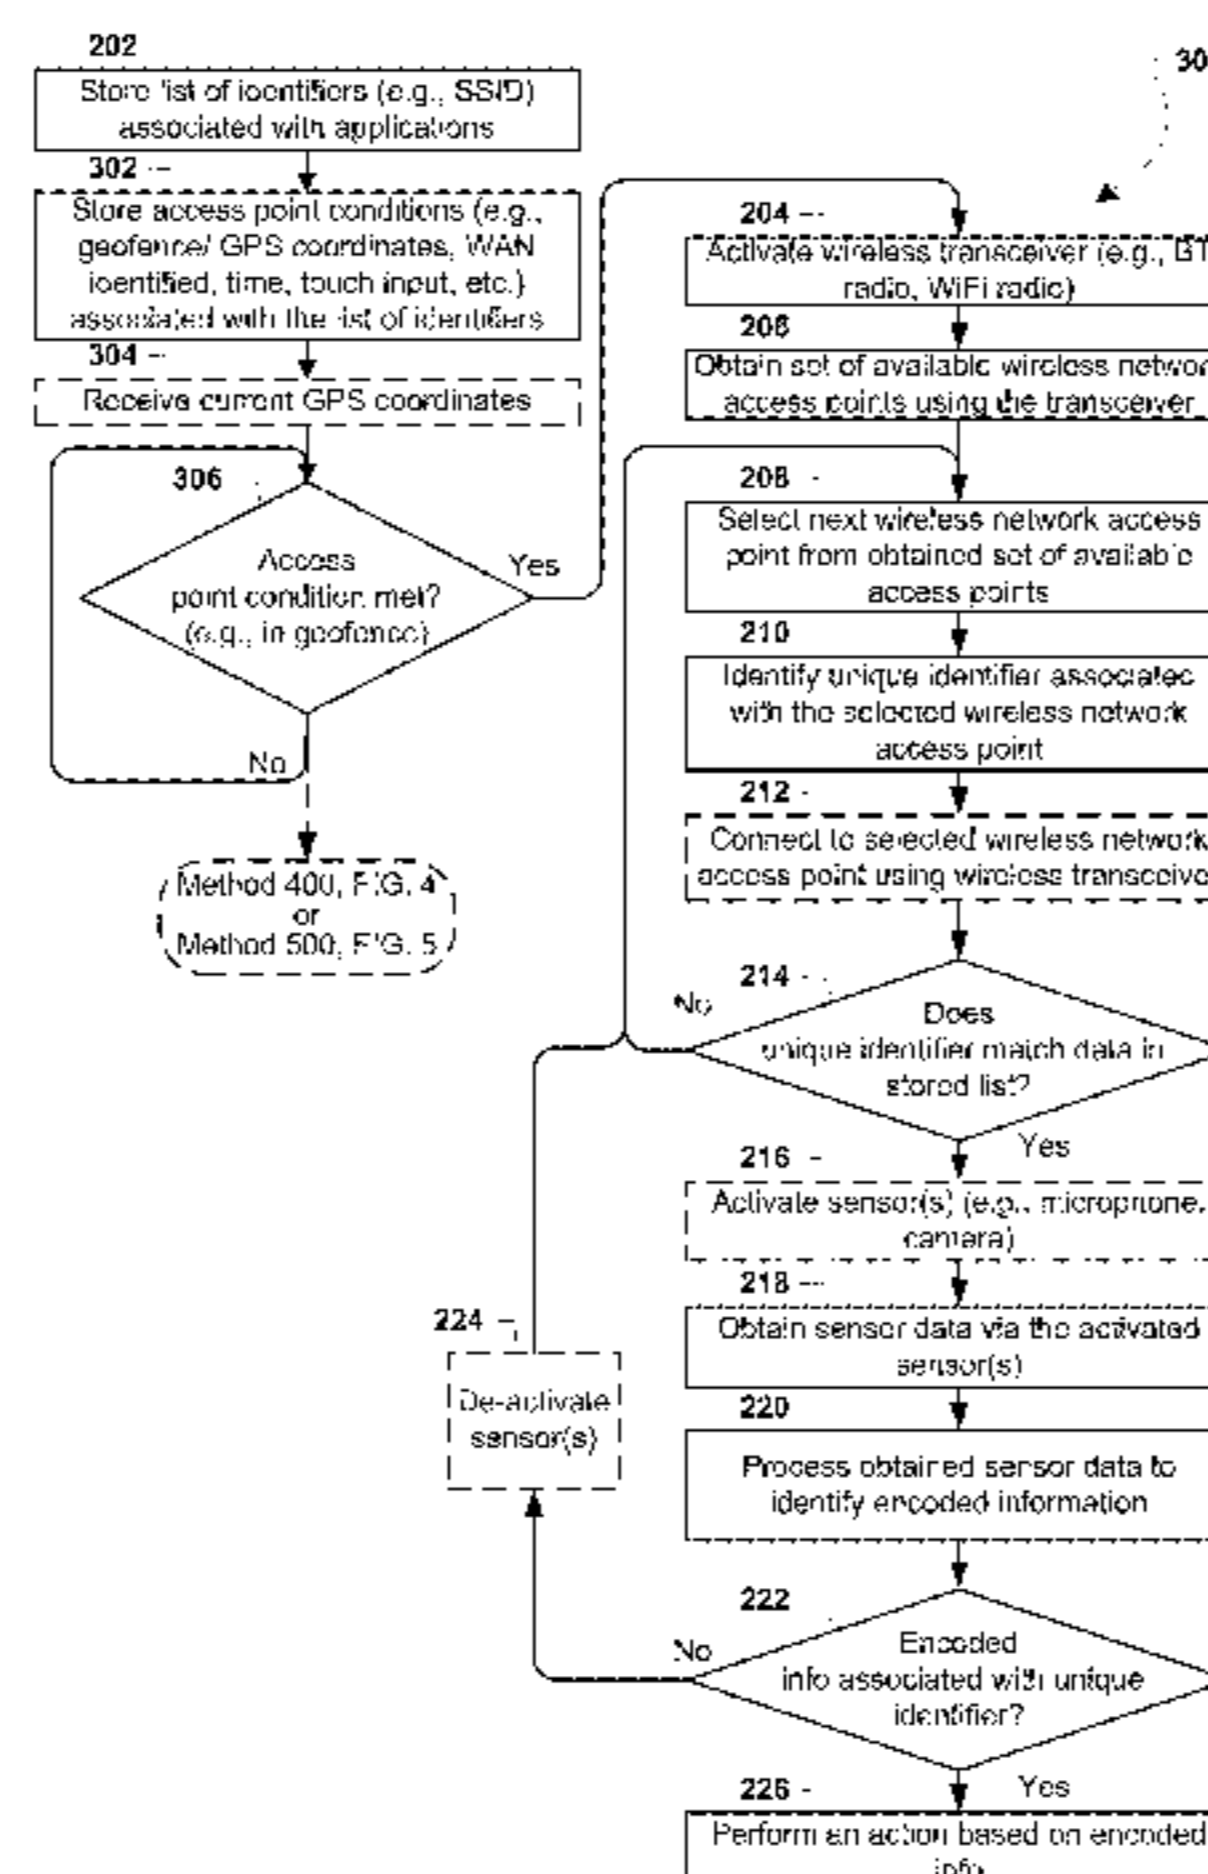 202
Store list of identifiers (e.g., SSID)
associated with applications
302
Store access point conditions (e.g.,
geofence/ GPS coordinates, WAN
identified, time, touch input, etc.)
associated with the list of identifiers
304
Receive current GPS coordinates
306
Access
point condition met?
(e.g., in geofence)
Yes
No
Method 400, FIG. 4
or
Method 500, FIG. 5
30
204
Activate wireless transceiver (e.g., BT
radio, WiFi radio)
206
Obtain set of available wireless networ
access points using the transceiver
208
Select next wireless network access
point from obtained set of available
access points
210
Identify unique identifier associated
with the selected wireless network
access point
212
Connect to selected wireless network
access point using wireless transceive
214
No
Does
unique identifier match data in
stored list?
Yes
216
Activate sensor(s) (e.g., microphone,
camera)
218
Obtain sensor data via the activated
sensor(s)
224
De-activate
sensor(s)
220
Process obtained sensor data to
identify encoded information
222
No
Encoded
info associated with unique
identifier?
Yes
226
Perform an action based on encoded
info